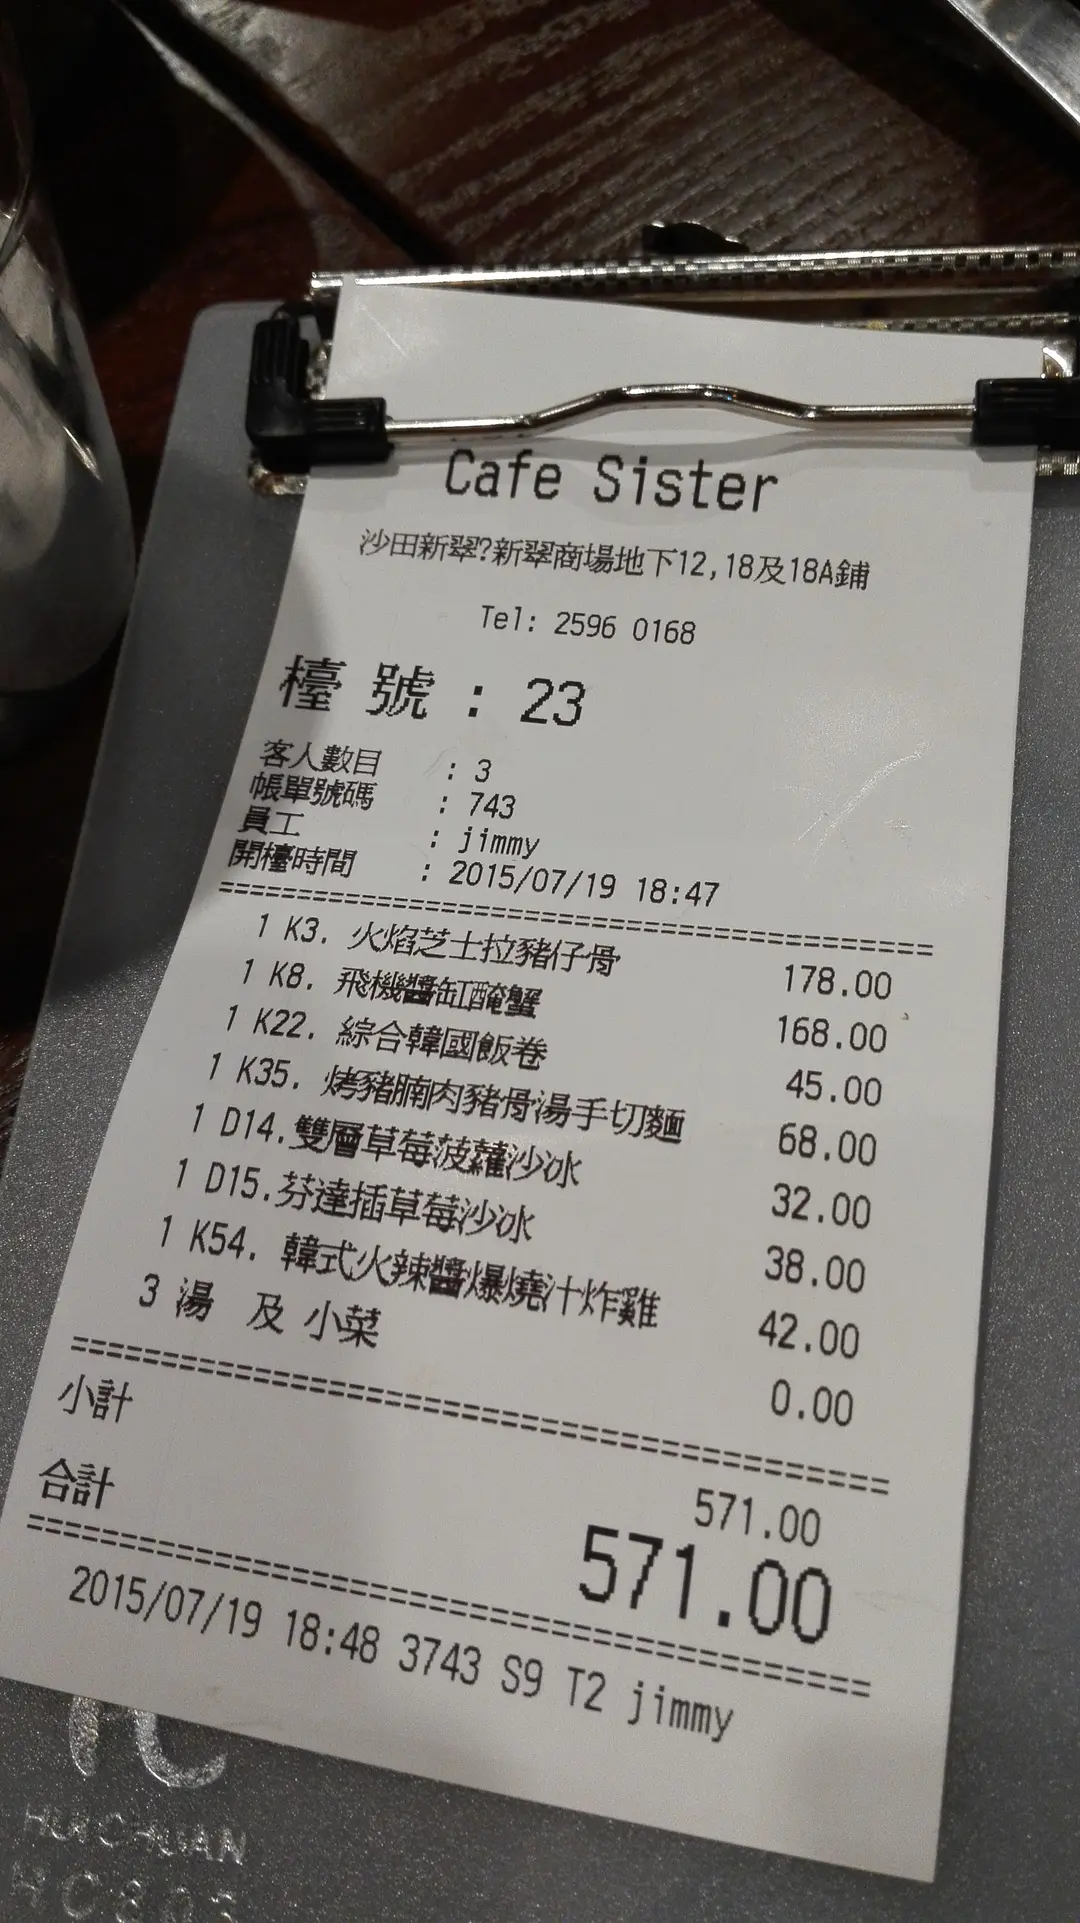 Cafe Sister
沙田新翠?新翠商場地下12,18及18A鋪
Tel: 2596 0168
檯 號 : 23
客人數目 : 3
帳單號碼 : 743
員工 : jimmy
開檯時間 : 2015/07/19 18:47
1 K3. 火焰芝士拉豬仔骨 178.00
1 K8. 飛機醬缸醃蟹 168.00
1 K22. 綜合韓國飯卷 45.00
1 K35. 烤豬腩肉豬骨湯手切麵 68.00
1 D14.雙層草莓菠蘿沙冰 32.00
1 D15.芬達插草莓沙冰 38.00
1 K54. 韓式火辣醬爆燒汁炸雞 42.00
3 湯 及 小菜 0.00
小計 571.00
合計 571.00
2015/07/19 18:48 3743 S9 T2 jimmy
HUICHUAN